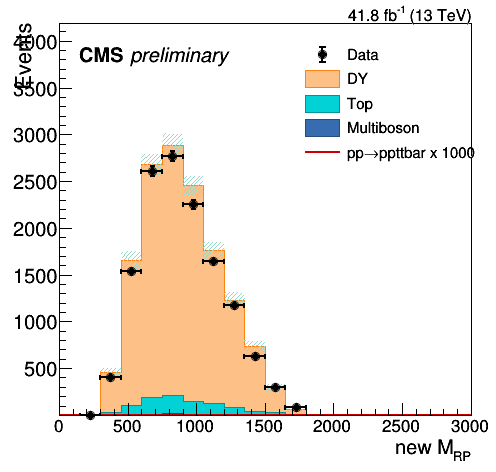 41.8 fb⁻¹ (13 TeV)
Events
CMS preliminary
Data
DY
Top
Multiboson
pp→ppttbar x 1000
4000
3500
3000
2500
2000
1500
1000
500
0 500 1000 1500 2000 2500 3000
new M_RP